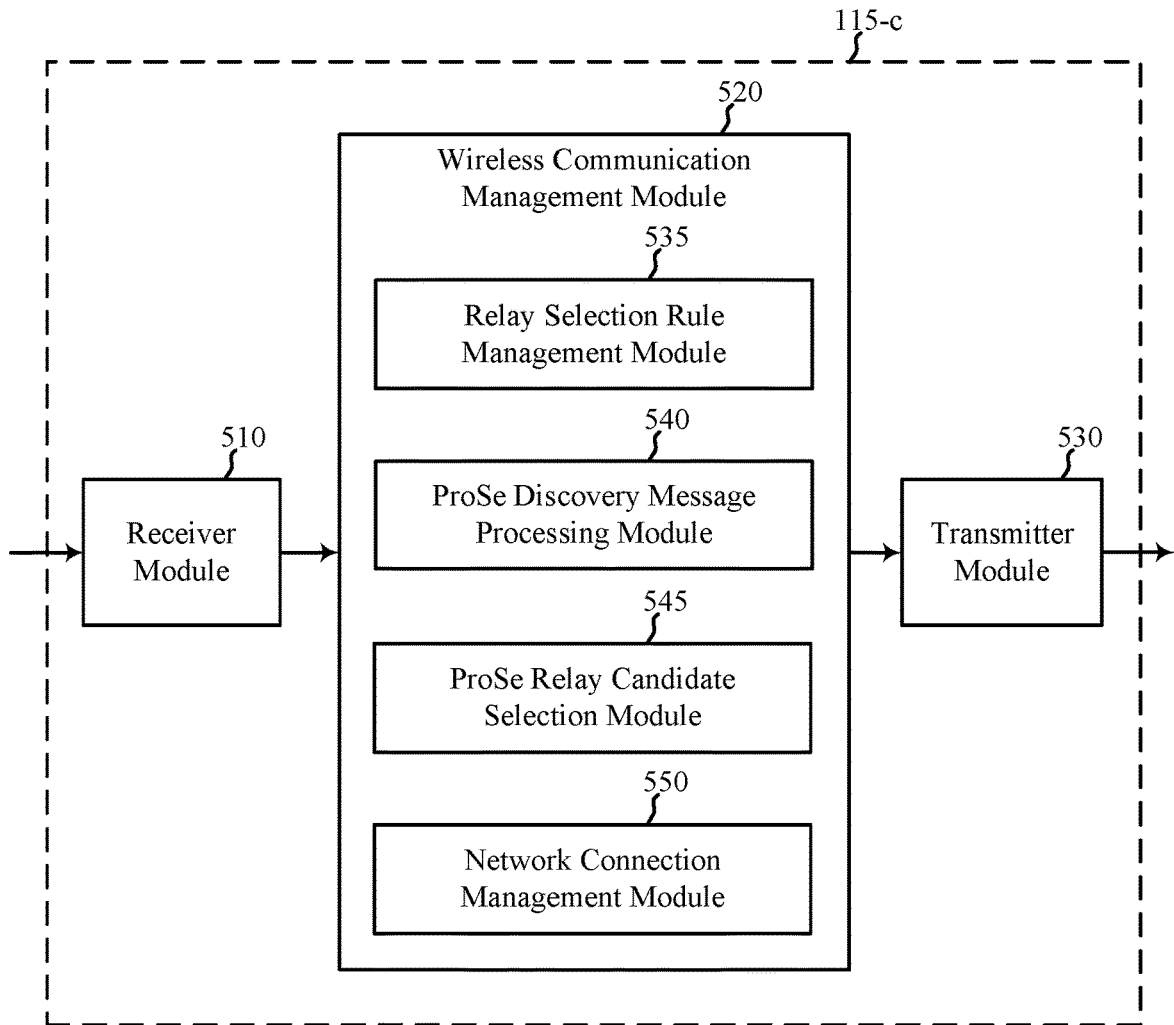 115-c
520
Wireless Communication
Management Module
535
Relay Selection Rule
Management Module
540
ProSe Discovery Message
Processing Module
510
Receiver
Module
530
Transmitter
Module
545
ProSe Relay Candidate
Selection Module
550
Network Connection
Management Module